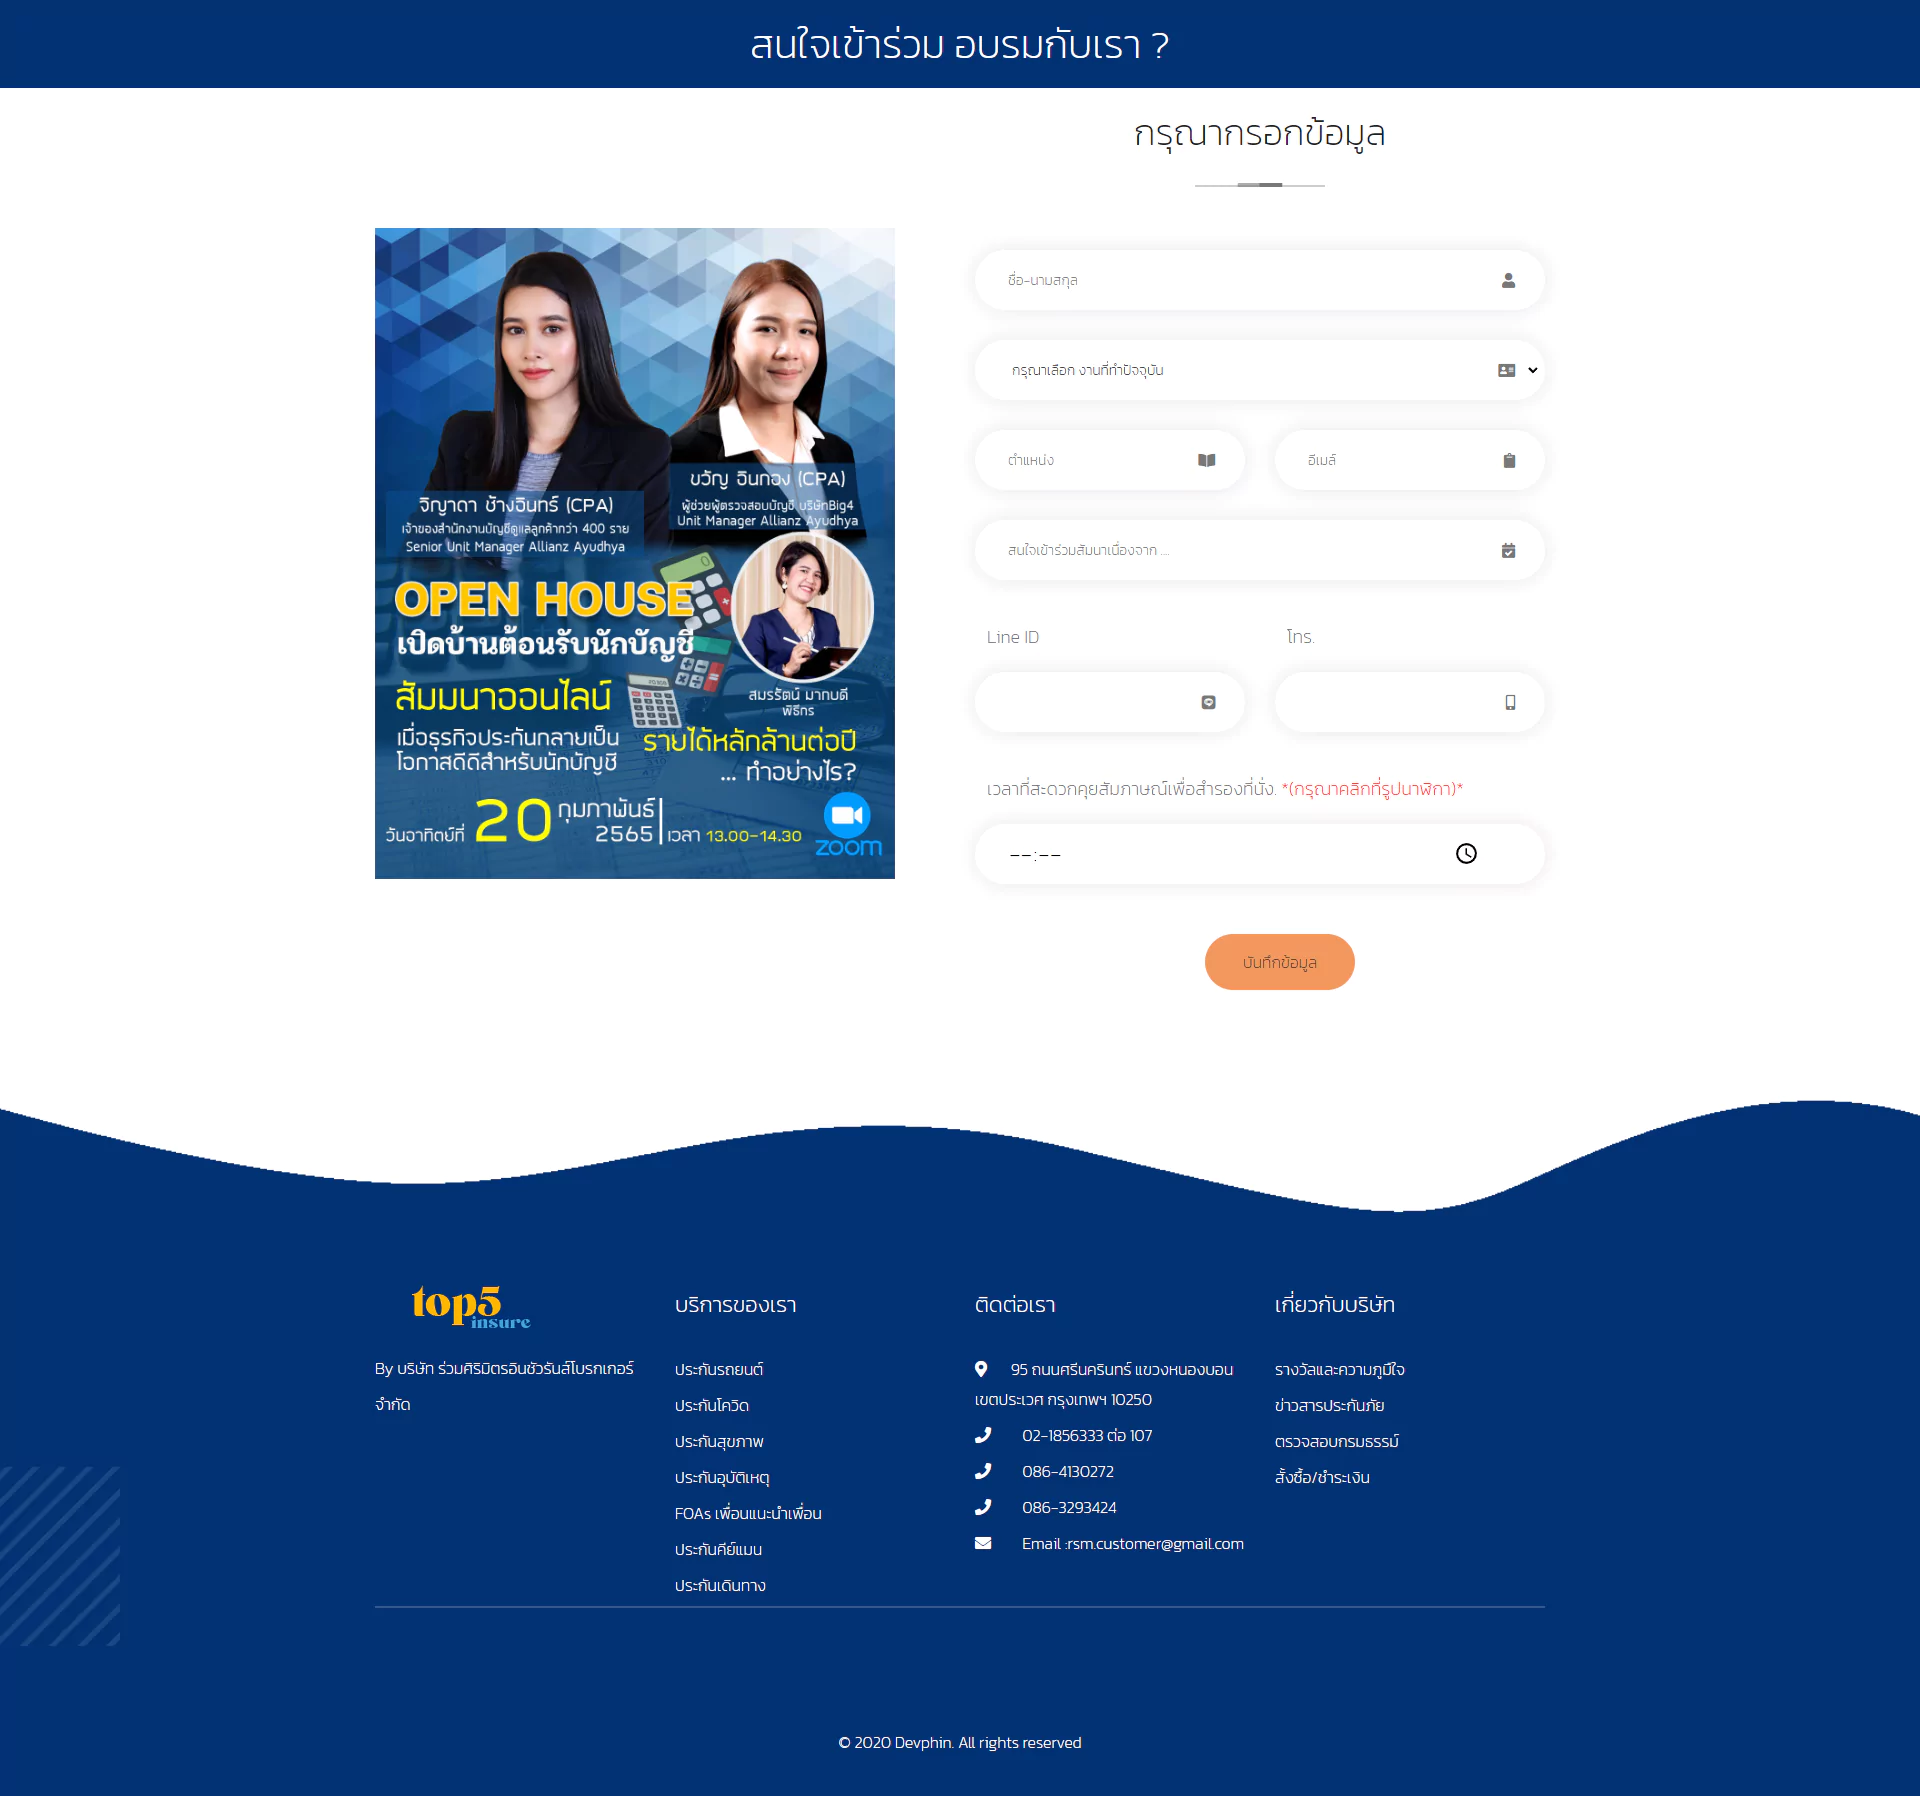 สนใจเข้าร่วม อบรมกับเรา ?
กรุณากรอกข้อมูล
ชื่อ-นามสกุล
กรุณาเลือก งานที่ทำปัจจุบัน
ตำแหน่ง
อีเมล์
สนใจเข้าร่วมสัมนาเนื่องจาก ....
Line ID
โทร.
เวลาที่สะดวกคุยสัมภาษณ์เพื่อสำรองที่นั่ง. *(กรุณาคลิกที่รูปนาฬิกา)*
--:--
บันทึกข้อมูล
ขวัญ อินทอง (CPA)
ผู้ช่วยผู้ตรวจสอบบัญชี บริษัทBig4
Unit Manager Allianz Ayudhya
จิญาดา ช้างอินทร์ (CPA)
เจ้าของสำนักงานบัญชีดูแลลูกค้ากว่า 400 ราย
Senior Unit Manager Allianz Ayudhya
OPEN HOUSE
เปิดบ้านต้อนรับนักบัญชี
สัมมนาออนไลน์
สมรรัตน์ มากบดี
พิธีกร
เมื่อธุรกิจประกันกลายเป็น
โอกาสดีดีสำหรับนักบัญชี
รายได้หลักล้านต่อปี
... ทำอย่างไร?
วันอาทิตย์ที่ 20 กุมภาพันธ์ 2565 เวลา 13.00-14.30
zoom
top5
insure
By บริษัท ร่วมศิริมิตรอินชัวรันส์โบรกเกอร์
จำกัด
บริการของเรา
ประกันรถยนต์
ประกันโควิด
ประกันสุขภาพ
ประกันอุบัติเหตุ
FOAs เพื่อนแนะนำเพื่อน
ประกันคีย์แมน
ประกันเดินทาง
ติดต่อเรา
95 ถนนศรีนครินทร์ แขวงหนองบอน
เขตประเวศ กรุงเทพฯ 10250
02-1856333 ต่อ 107
086-4130272
086-3293424
Email :rsm.customer@gmail.com
เกี่ยวกับบริษัท
รางวัลและความภูมิใจ
ข่าวสารประกันภัย
ตรวจสอบกรมธรรม์
สั้งซื้อ/ชำระเงิน
© 2020 Devphin. All rights reserved